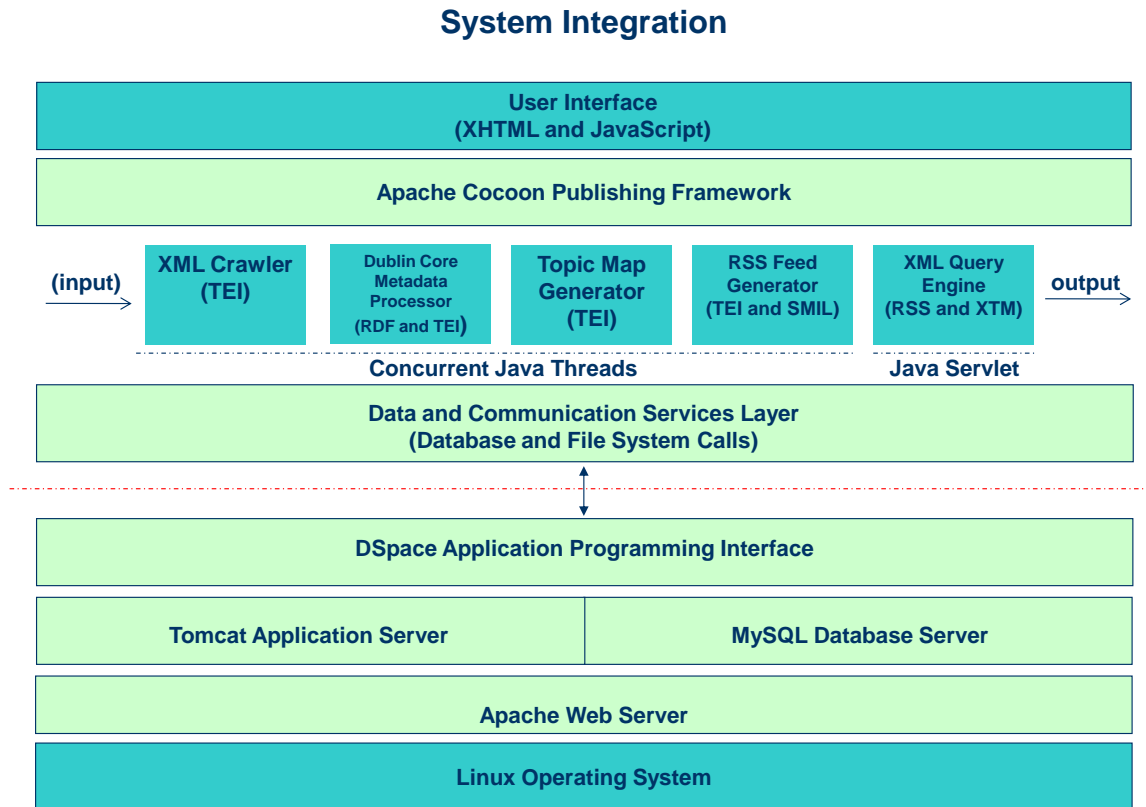 System Integration
User Interface
(XHTML and JavaScript)
Apache Cocoon Publishing Framework
(input)
XML Crawler
(TEI)
Dublin Core
Metadata
Processor
(RDF and TEI)
Topic Map
Generator
(TEI)
RSS Feed
Generator
(TEI and SMIL)
XML Query
Engine
(RSS and XTM)
output
Concurrent Java Threads
Java Servlet
Data and Communication Services Layer
(Database and File System Calls)
DSpace Application Programming Interface
Tomcat Application Server
MySQL Database Server
Apache Web Server
Linux Operating System